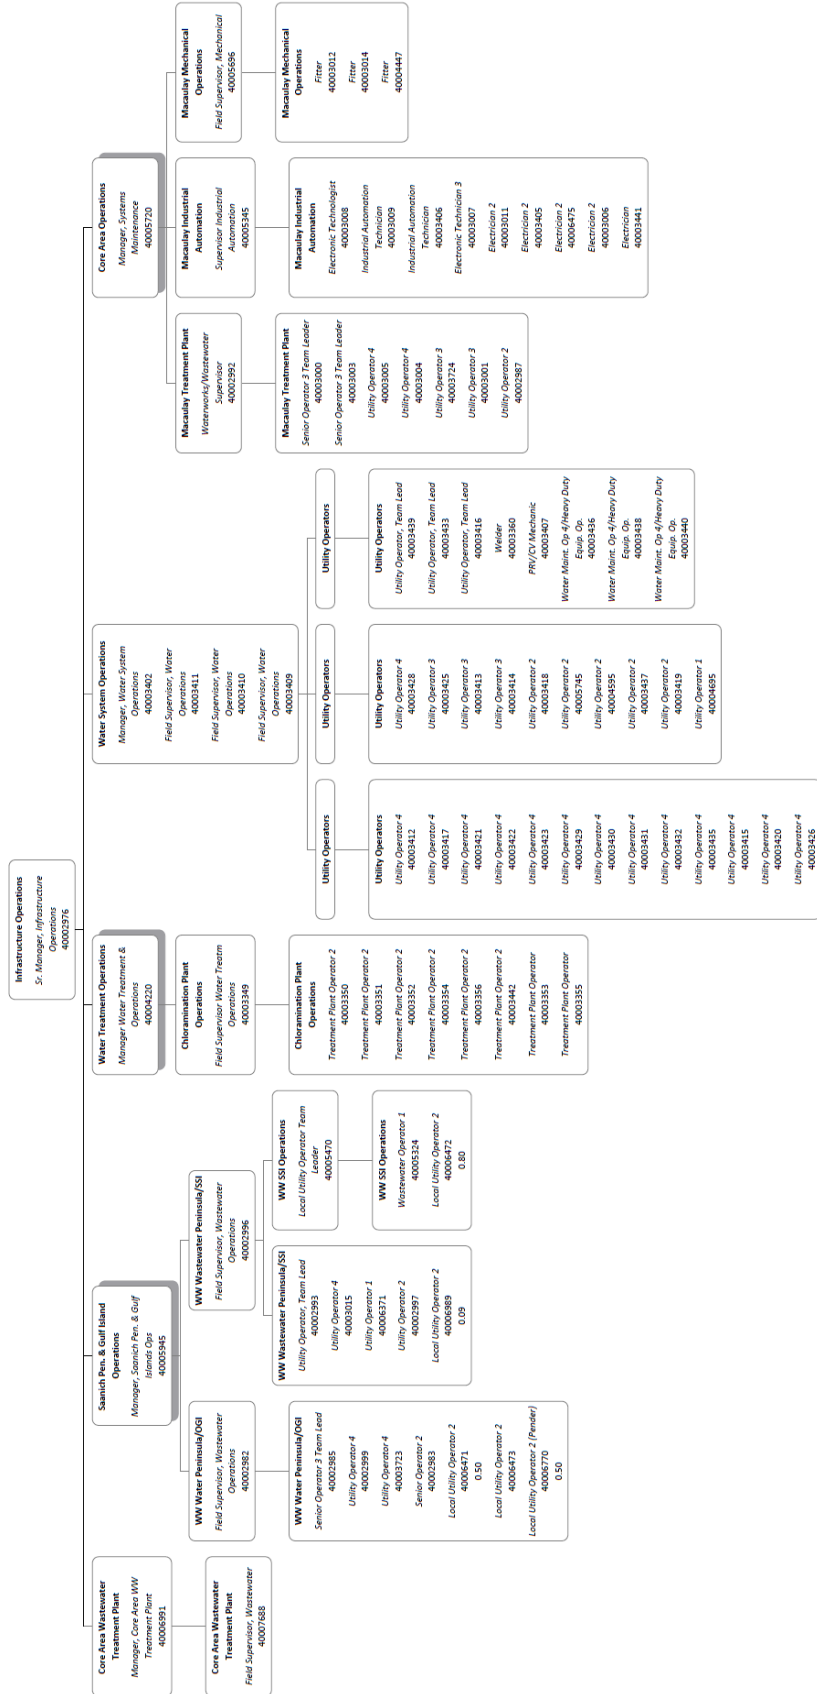 Infrastructure Operations
Sr. Manager, Infrastructure
Operations
40002976
Core Area Wastewater
Treatment Plant
Manager, Core Area WW
Treatment Plant
40006991
Core Area Wastewater
Treatment Plant
Field Supervisor, Wastewater
40007688
Saanich Pen. & Gulf Island
Operations
Manager, Saanich Pen. & Gulf
Islands Ops
40005945
WW Water Peninsula/OGI
Field Supervisor, Wastewater
Operations
40002982
WW Water Peninsula/OGI
Senior Operator 3 Team Lead
40002985
Utility Operator 4
40002999
Utility Operator 4
40003723
Senior Operator 2
40002983
Local Utility Operator 2
40006471
0.50
Local Utility Operator 2
40006473
Local Utility Operator 2 (Pender)
40006770
0.50
WW Wastewater Peninsula/SSI
Field Supervisor, Wastewater
Operations
40002996
WW Wastewater Peninsula/SSI
Utility Operator, Team Lead
40002993
Utility Operator 4
40003015
Utility Operator 1
40006371
Utility Operator 2
40002997
Local Utility Operator 2
40006989
0.09
WW SSI Operations
Local Utility Operator Team
Leader
40005470
WW SSI Operations
Wastewater Operator 1
40005324
Local Utility Operator 2
40006472
0.80
Water Treatment Operations
Manager Water Treatment &
Operations
40004220
Chloramination Plant
Operations
Field Supervisor Water Treatm
Operations
40003349
Chloramination Plant
Operations
Treatment Plant Operator 2
40003350
Treatment Plant Operator 2
40003351
Treatment Plant Operator 2
40003352
Treatment Plant Operator 2
40003354
Treatment Plant Operator 2
40003356
Treatment Plant Operator 2
40003442
Treatment Plant Operator
40003353
Treatment Plant Operator
40003355
Water System Operations
Manager, Water System
Operations
40003402
Field Supervisor, Water
Operations
40003411
Field Supervisor, Water
Operations
40003410
Field Supervisor, Water
Operations
40003409
Utility Operators
Utility Operators
Utility Operator 4
40003412
Utility Operator 4
40003417
Utility Operator 4
40003421
Utility Operator 4
40003422
Utility Operator 4
40003423
Utility Operator 4
40003429
Utility Operator 4
40003430
Utility Operator 4
40003431
Utility Operator 4
40003432
Utility Operator 4
40003435
Utility Operator 4
40003415
Utility Operator 4
40003420
Utility Operator 4
40003426
Utility Operators
Utility Operators
Utility Operator 4
40003428
Utility Operator 3
40003425
Utility Operator 3
40003413
Utility Operator 3
40003414
Utility Operator 2
40003418
Utility Operator 2
40005745
Utility Operator 2
40004595
Utility Operator 2
40003437
Utility Operator 2
40003419
Utility Operator 1
40004695
Utility Operators
Utility Operators
Utility Operator, Team Lead
40003439
Utility Operator, Team Lead
40003433
Utility Operator, Team Lead
40003416
Welder
40003360
PRV/CV Mechanic
40003407
Water Maint. Op 4/Heavy Duty
Equip. Op.
40003436
Water Maint. Op 4/Heavy Duty
Equip. Op.
40003438
Water Maint. Op 4/Heavy Duty
Equip. Op.
40003440
Core Area Operations
Manager, Systems
Maintenance
40005720
Macaulay Treatment Plant
Waterworks/Wastewater
Supervisor
40002992
Macaulay Treatment Plant
Senior Operator 3 Team Leader
40003000
Senior Operator 3 Team Leader
40003003
Utility Operator 4
40003005
Utility Operator 4
40003004
Utility Operator 3
40003724
Utility Operator 3
40003001
Utility Operator 2
40002987
Macaulay Industrial
Automation
Supervisor Industrial
Automation
40005345
Macaulay Industrial
Automation
Electronic Technologist
40003008
Industrial Automation
Technician
40003009
Industrial Automation
Technician
40003406
Electronic Technician 3
40003007
Electrician 2
40003011
Electrician 2
40003405
Electrician 2
40006475
Electrician 2
40003006
Electrician
40003441
Macaulay Mechanical
Operations
Field Supervisor, Mechanical
40005696
Macaulay Mechanical
Operations
Fitter
40003012
Fitter
40003014
Fitter
40004447